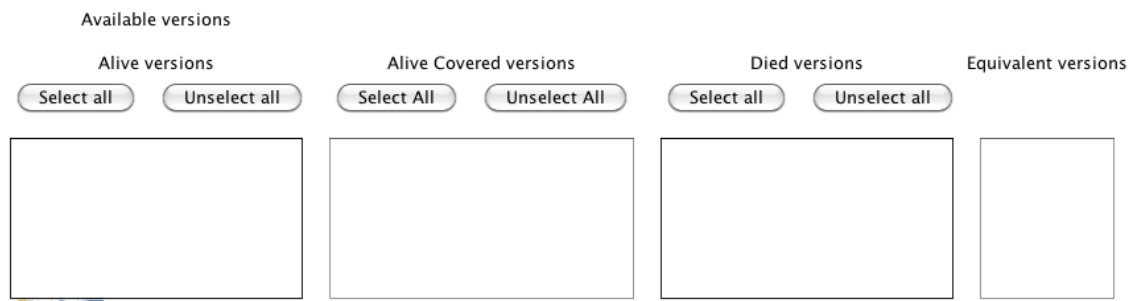 Available versions
Alive versions Alive Covered versions Died versions Equivalent versions
Select all Unselect all Select All Unselect All Select all Unselect all